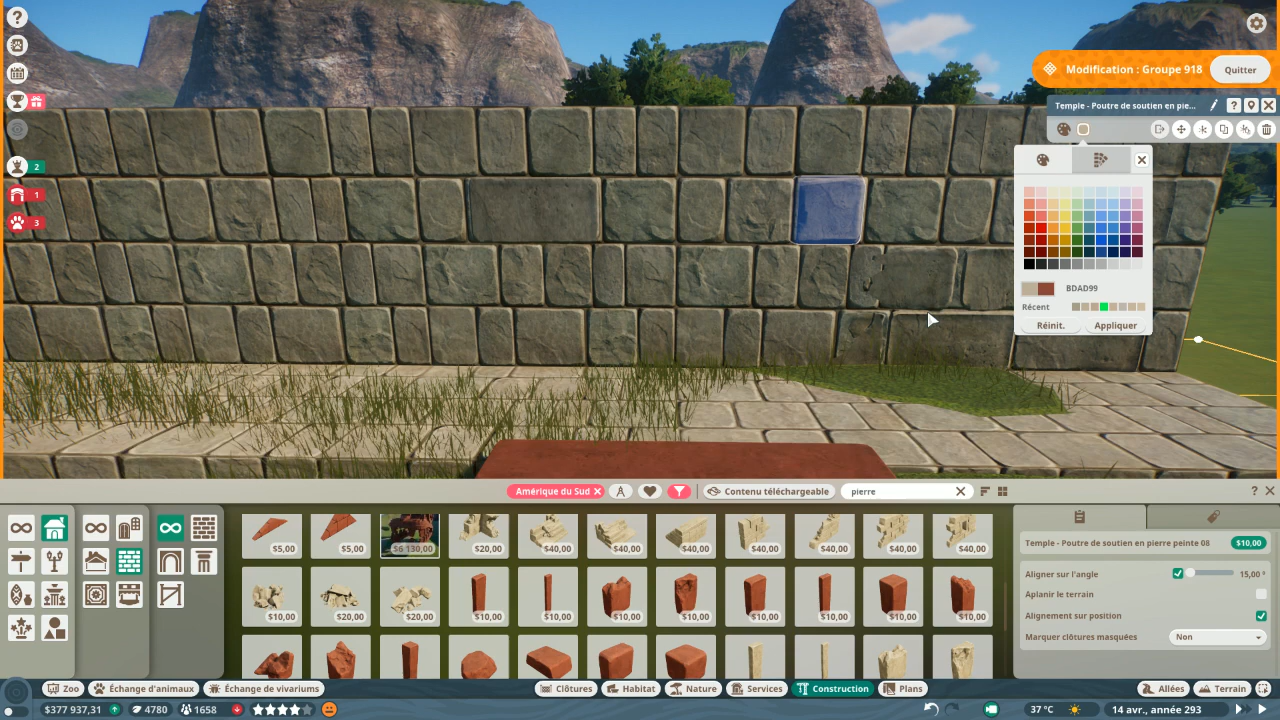 Modification : Groupe 918
Quitter
Temple - Poutre de soutien en pie...
2
1
3
BDAD99
Récent
Réinit.
Appliquer
Amérique du Sud
Contenu téléchargeable
pierre
$5,00 $5,00 $6 130,00 $20,00 $40,00 $40,00 $40,00 $40,00 $40,00 $40,00 $40,00
$10,00 $20,00 $20,00 $10,00 $10,00 $10,00 $10,00 $10,00 $10,00 $10,00 $10,00
Temple - Poutre de soutien en pierre peinte 08 $10,00
Aligner sur l'angle 15,00 °
Aplanir le terrain
Alignement sur position
Marquer clôtures masquées Non
Zoo Échange d'animaux Échange de vivariums Clôtures Habitat Nature Services Construction Plans Allées Terrain
$377 937,31 4780 1658 37 °C 14 avr., année 293